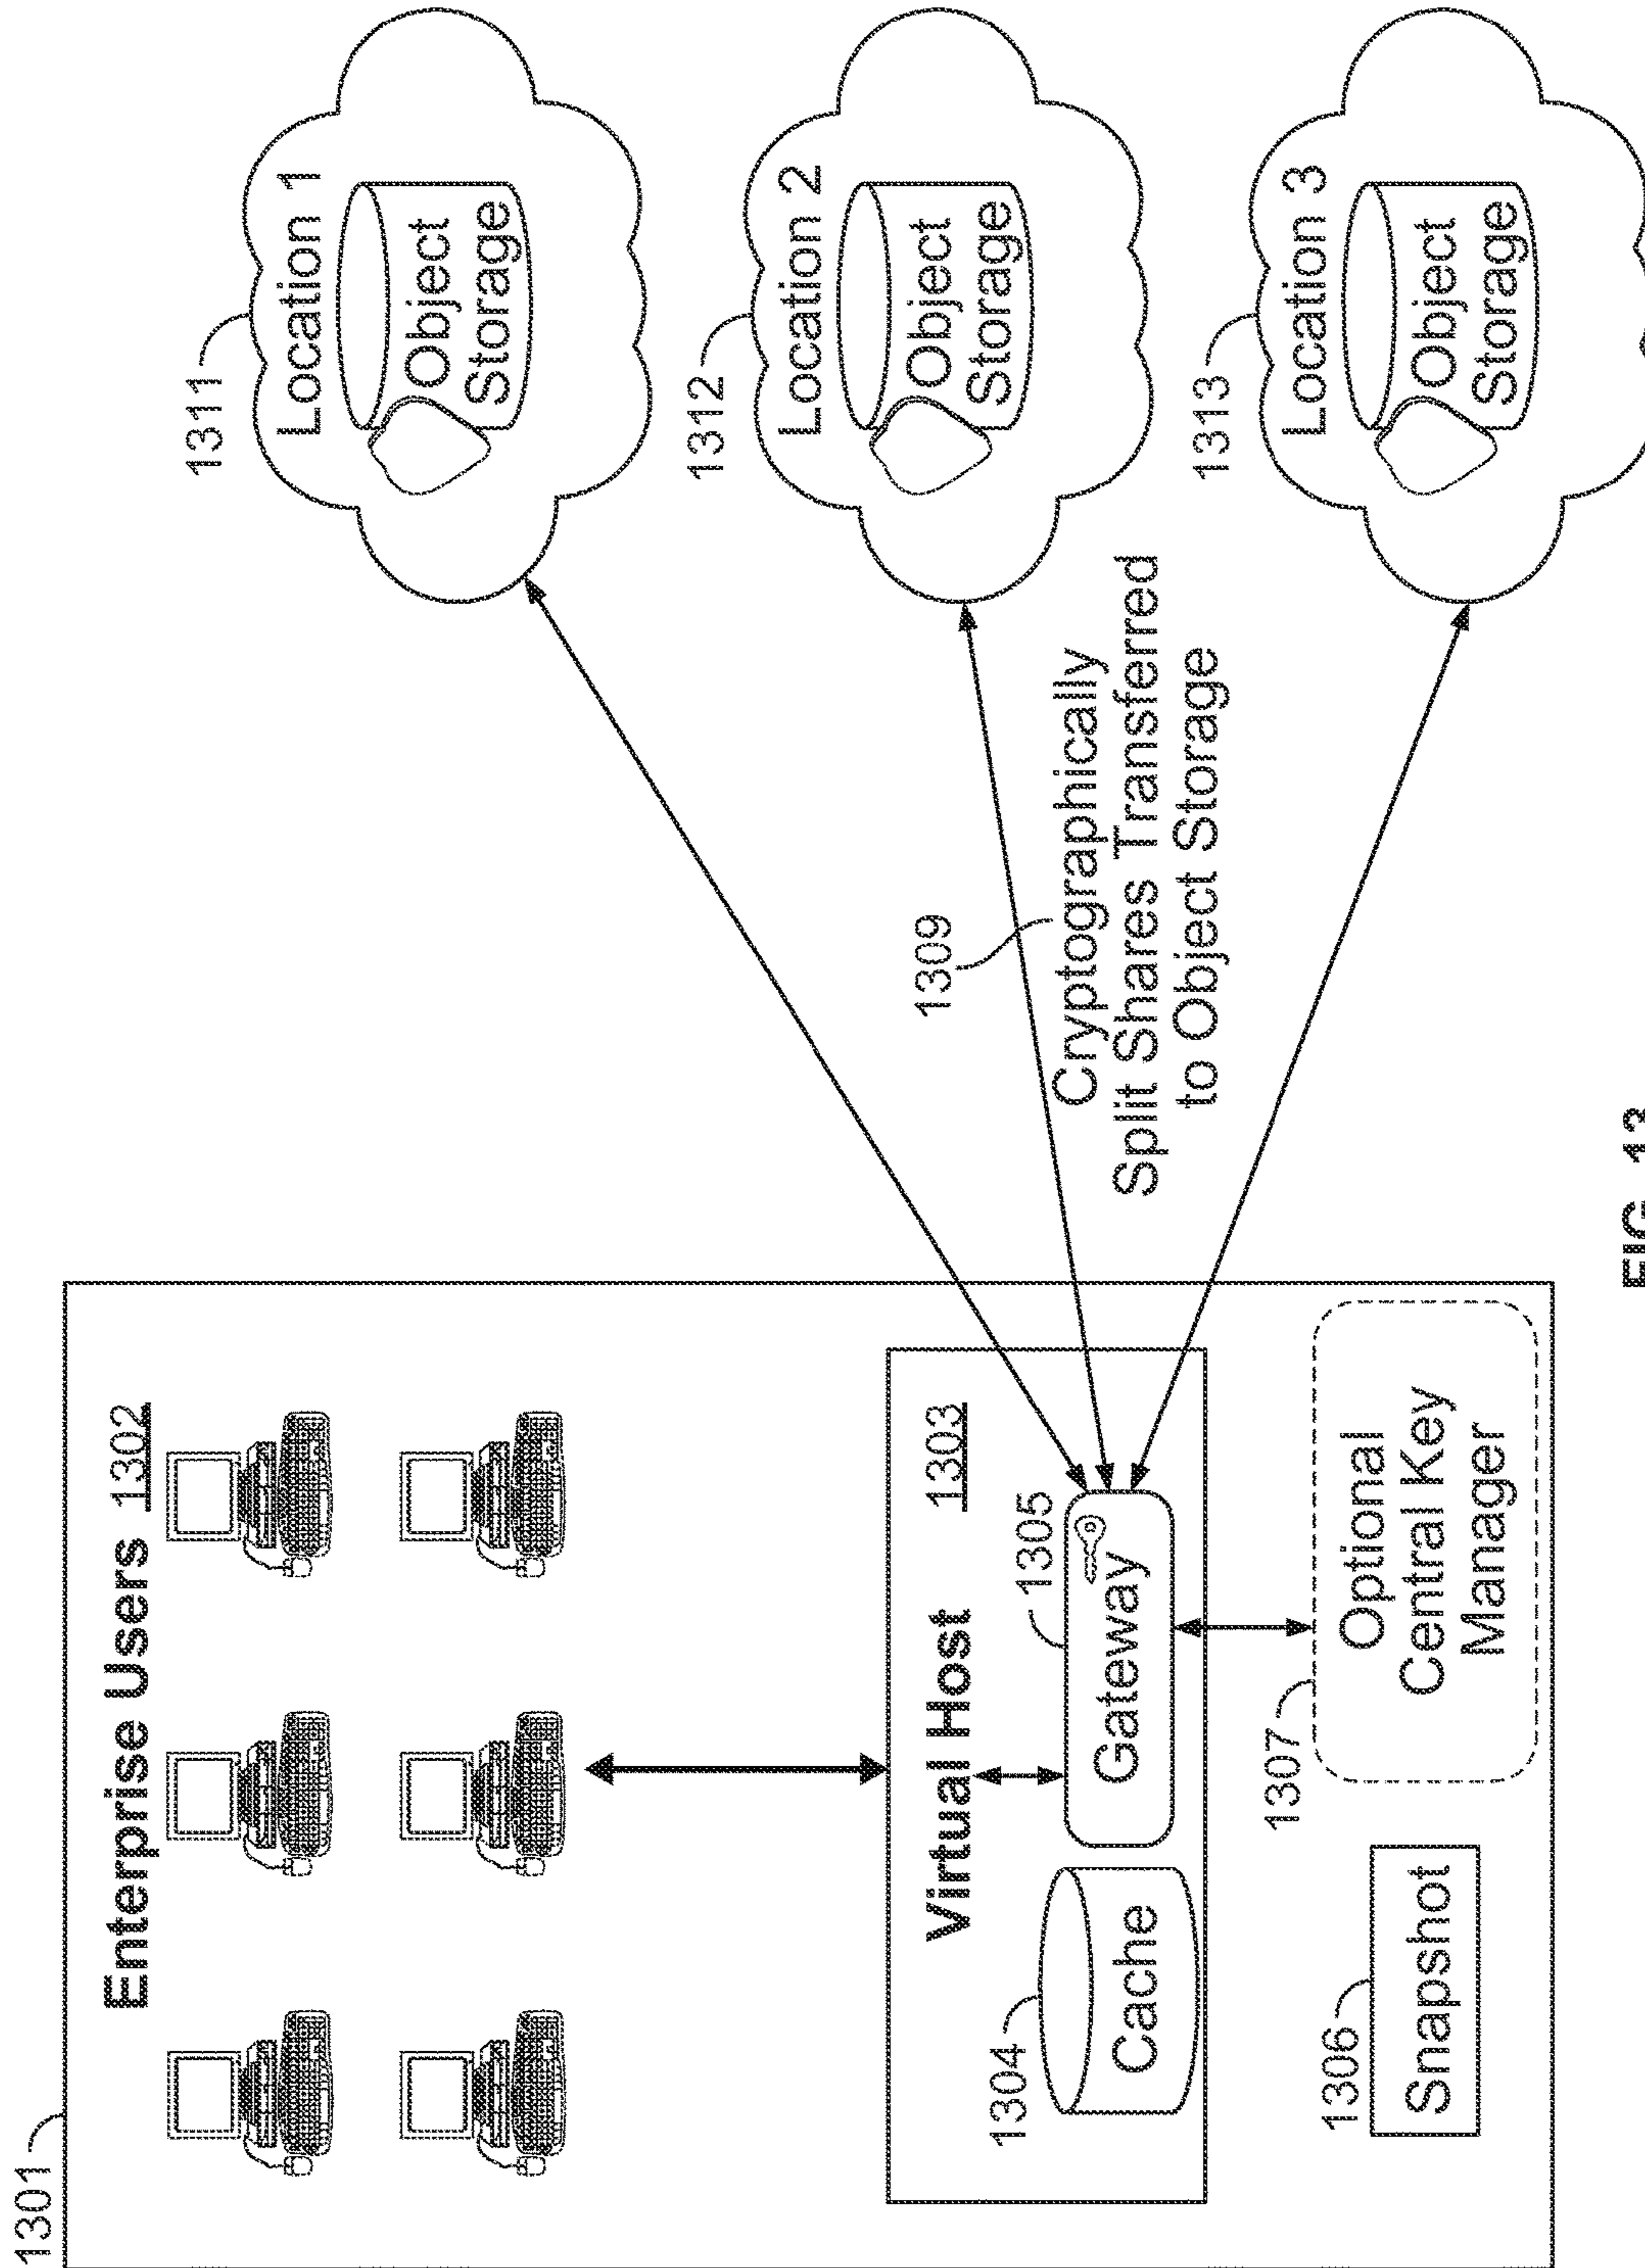 1301
Enterprise Users 1302
Virtual Host
1303
1304
Cache
1305
Gateway
1306
Snapshot
1307
Optional
Central Key
Manager
1309
Cryptographically
Split Shares Transferred
to Object Storage
1311
Location 1
Object
Storage
1312
Location 2
Object
Storage
1313
Location 3
Object
Storage
FIG. 13